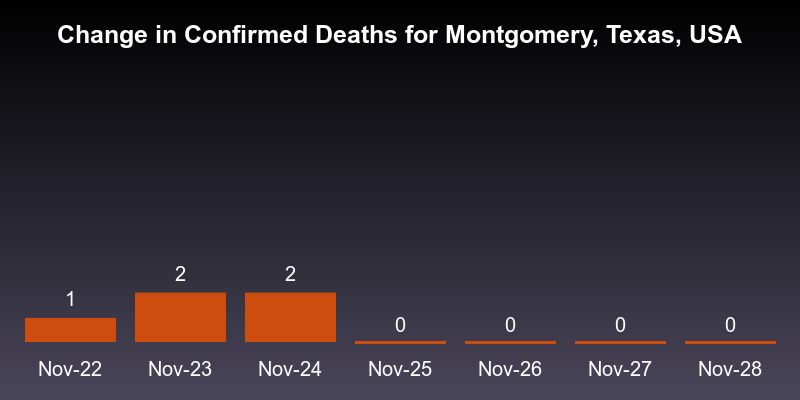 Change in Confirmed Deaths for Montgomery, Texas, USA
1 2 2 0 0 0 0
Nov-22 Nov-23 Nov-24 Nov-25 Nov-26 Nov-27 Nov-28